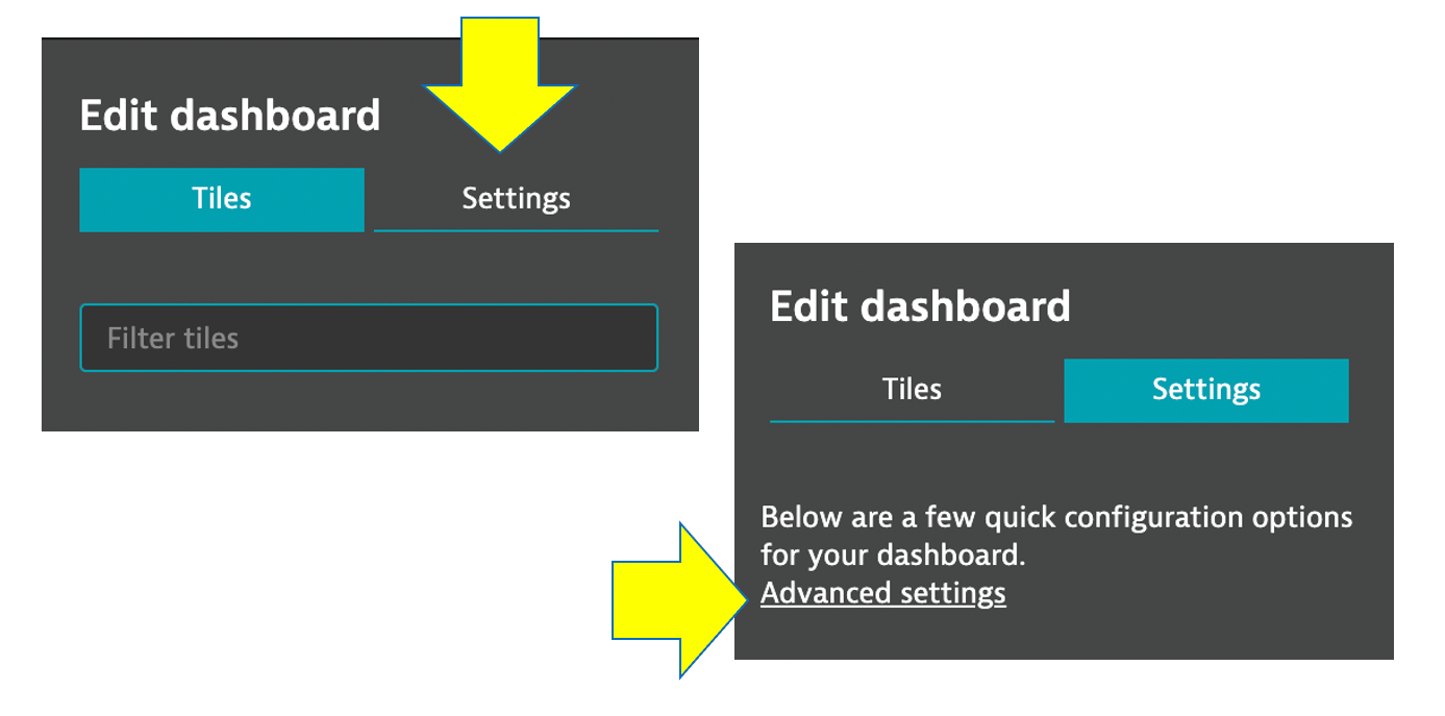 Edit dashboard
Tiles
Settings
Filter tiles
Edit dashboard
Tiles
Settings
Below are a few quick configuration options
for your dashboard.
Advanced settings